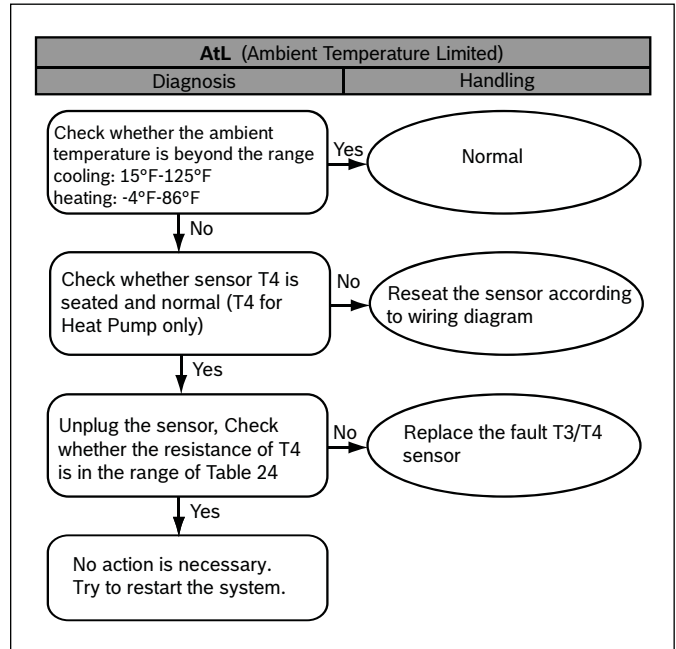 AtL (Ambient Temperature Limited)
Diagnosis
Handling
Check whether the ambient
temperature is beyond the range
cooling: 15°F-125°F
heating: -4°F-86°F
Yes
Normal
No
Check whether sensor T4 is
seated and normal (T4 for
Heat Pump only)
No
Reseat the sensor according
to wiring diagram
Yes
Unplug the sensor, Check
whether the resistance of T4
is in the range of Table 24
No
Replace the fault T3/T4
sensor
Yes
No action is necessary.
Try to restart the system.